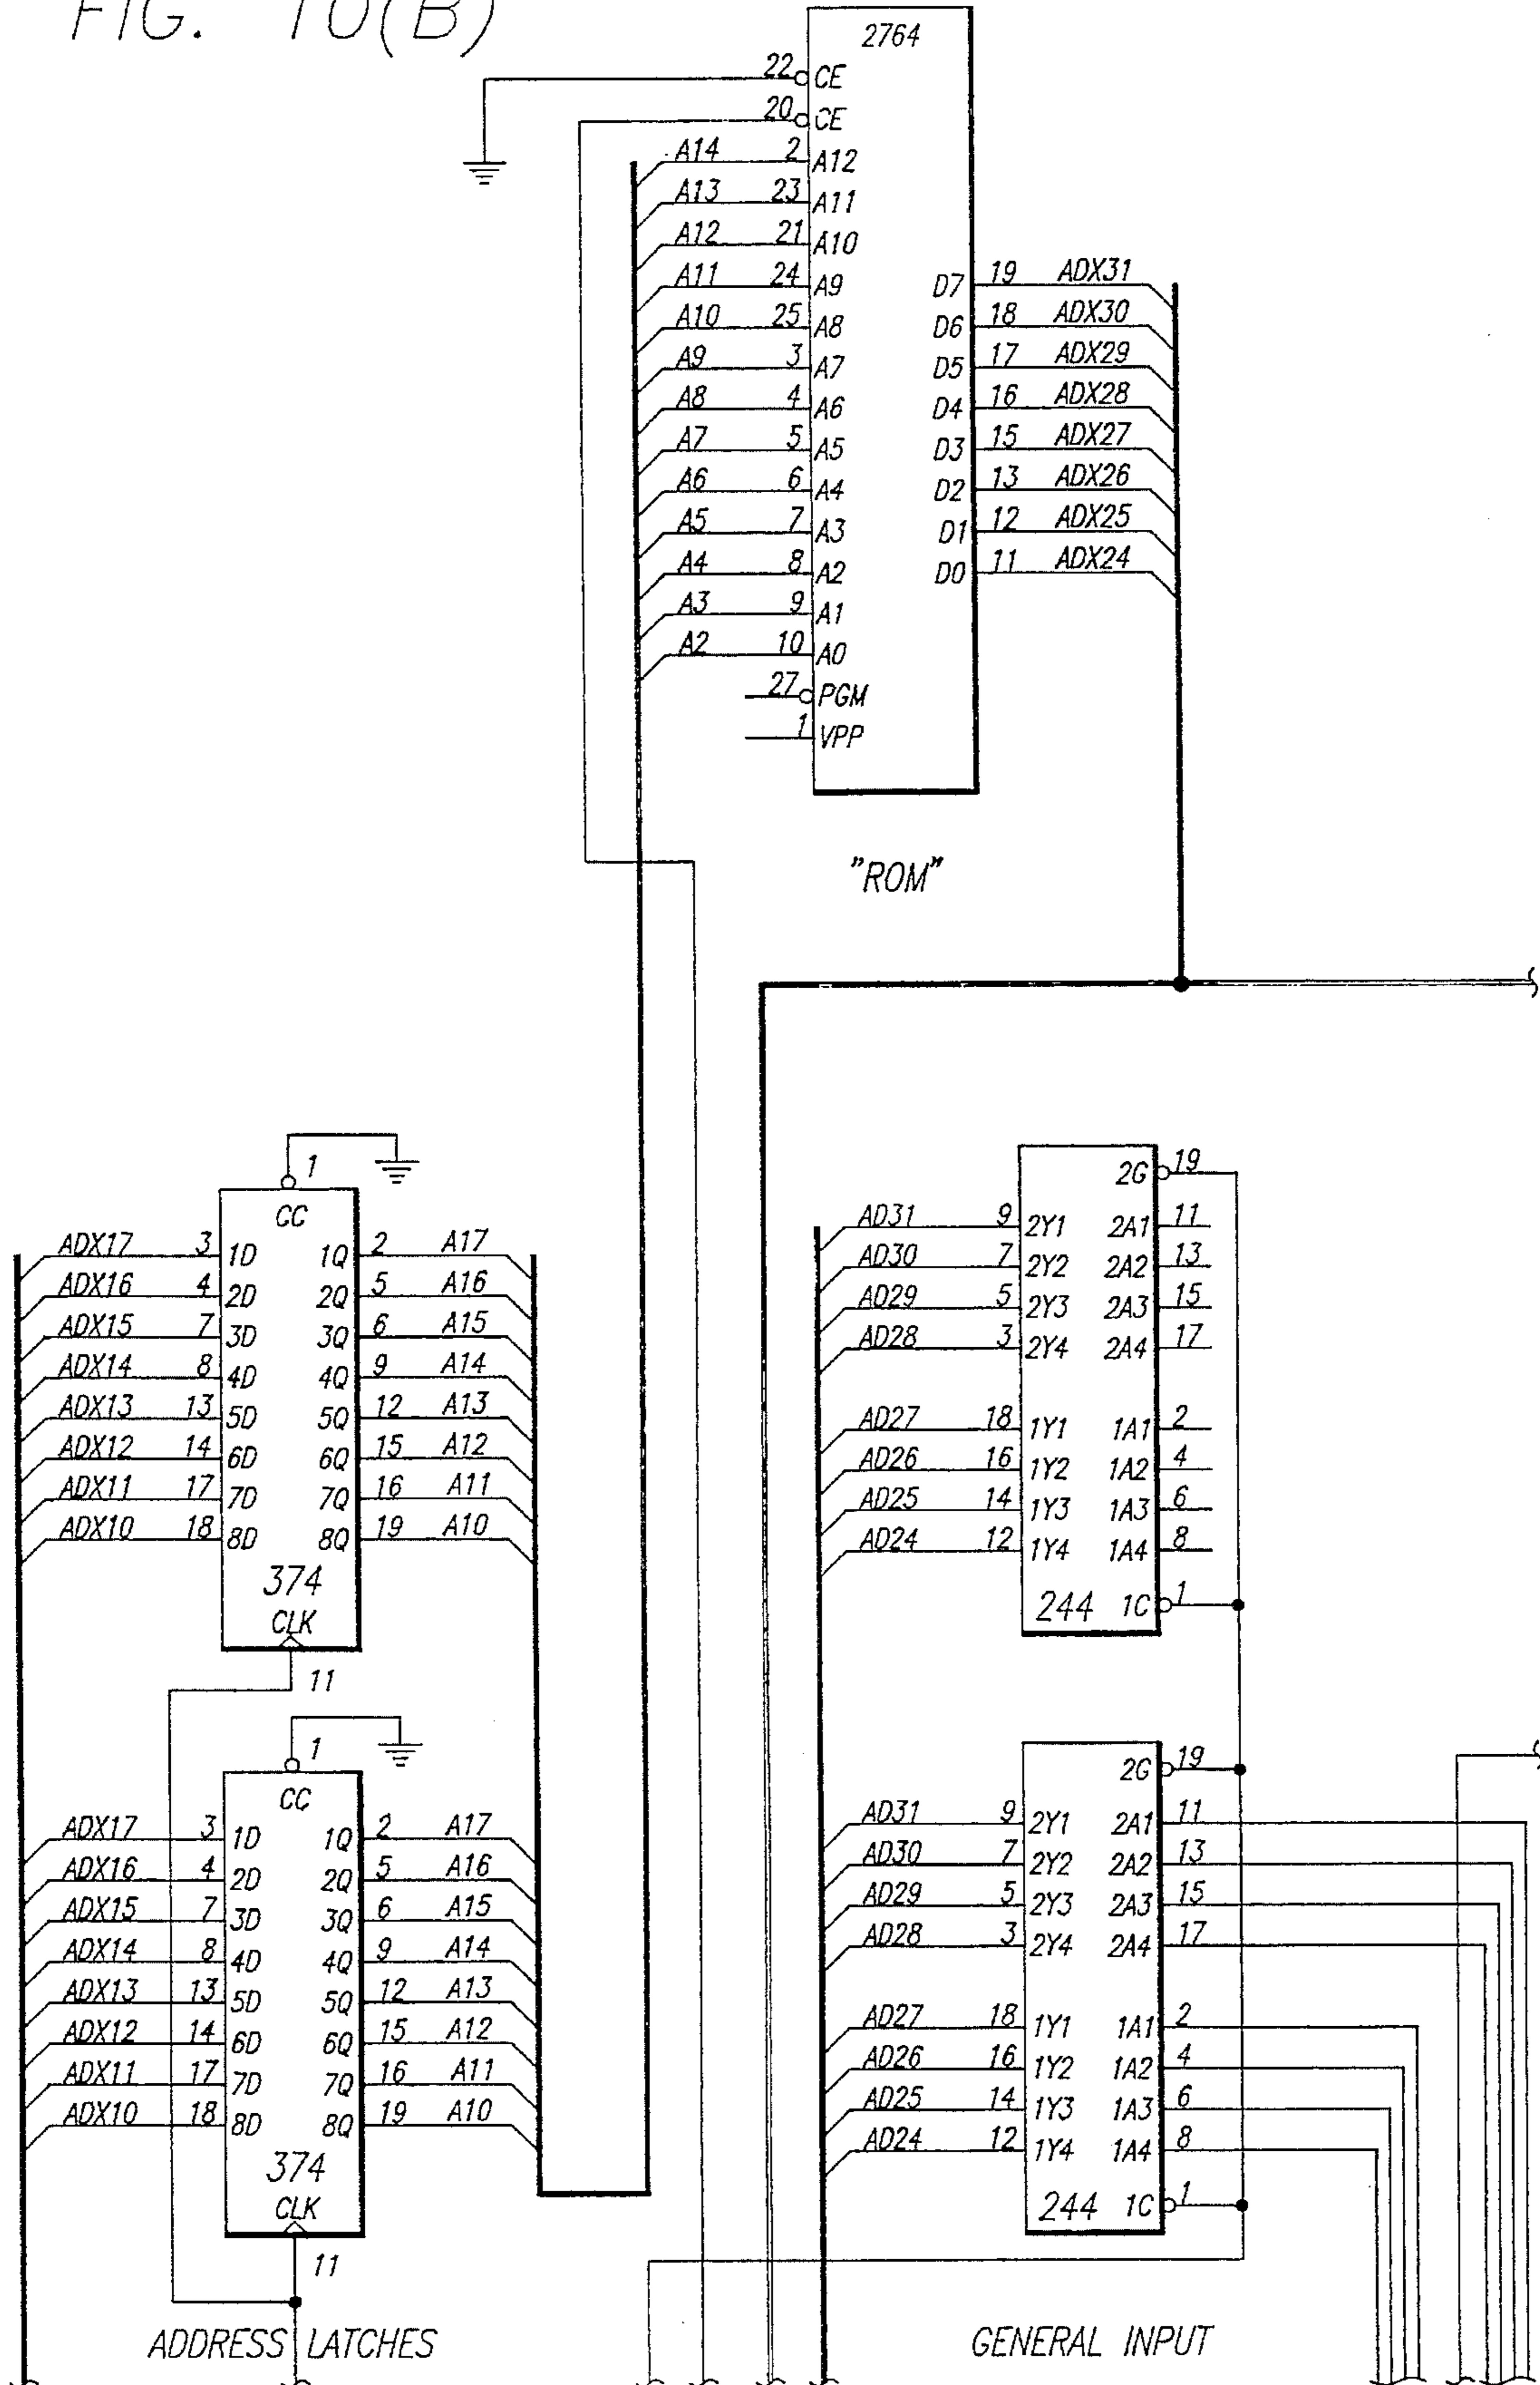 FIG. 10(B)
2764
22 CE
20 CE
A14 2 A12
A13 23 A11
A12 21 A10
A11 24 A9 D7 19 ADX31
A10 25 A8 D6 18 ADX30
A9 3 A7 D5 17 ADX29
A8 4 A6 D4 16 ADX28
A7 5 A5 D3 15 ADX27
A6 6 A4 D2 13 ADX26
A5 7 A3 D1 12 ADX25
A4 8 A2 D0 11 ADX24
A3 9 A1
A2 10 A0
27 PGM
1 VPP
"ROM"
1
CC
ADX17 3 1D 1Q 2 A17
ADX16 4 2D 2Q 5 A16
ADX15 7 3D 3Q 6 A15
ADX14 8 4D 4Q 9 A14
ADX13 13 5D 5Q 12 A13
ADX12 14 6D 6Q 15 A12
ADX11 17 7D 7Q 16 A11
ADX10 18 8D 8Q 19 A10
374
CLK
11
1
CC
ADX17 3 1D 1Q 2 A17
ADX16 4 2D 2Q 5 A16
ADX15 7 3D 3Q 6 A15
ADX14 8 4D 4Q 9 A14
ADX13 13 5D 5Q 12 A13
ADX12 14 6D 6Q 15 A12
ADX11 17 7D 7Q 16 A11
ADX10 18 8D 8Q 19 A10
374
CLK
11
ADDRESS LATCHES
2G 19
AD31 9 2Y1 2A1 11
AD30 7 2Y2 2A2 13
AD29 5 2Y3 2A3 15
AD28 3 2Y4 2A4 17
AD27 18 1Y1 1A1 2
AD26 16 1Y2 1A2 4
AD25 14 1Y3 1A3 6
AD24 12 1Y4 1A4 8
244 1C 1
2G 19
AD31 9 2Y1 2A1 11
AD30 7 2Y2 2A2 13
AD29 5 2Y3 2A3 15
AD28 3 2Y4 2A4 17
AD27 18 1Y1 1A1 2
AD26 16 1Y2 1A2 4
AD25 14 1Y3 1A3 6
AD24 12 1Y4 1A4 8
244 1C 1
GENERAL INPUT